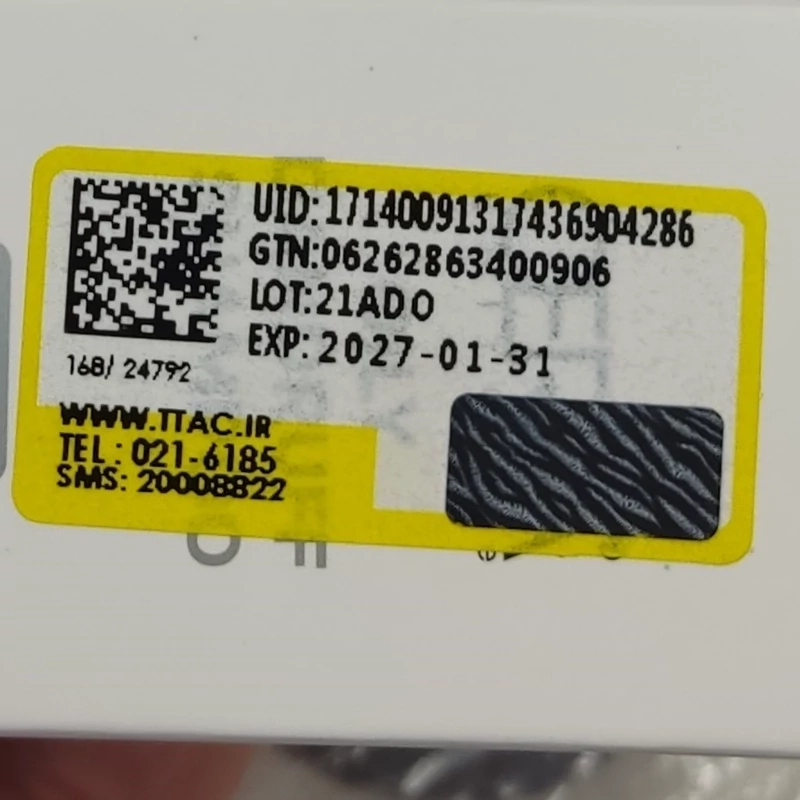 UID:17140091317436904286
GTN:06262863400906
LOT:21ADO
EXP: 2027-01-31
168/ 24792
WWW.TTAC.IR
TEL : 021-6185
SMS: 20008822